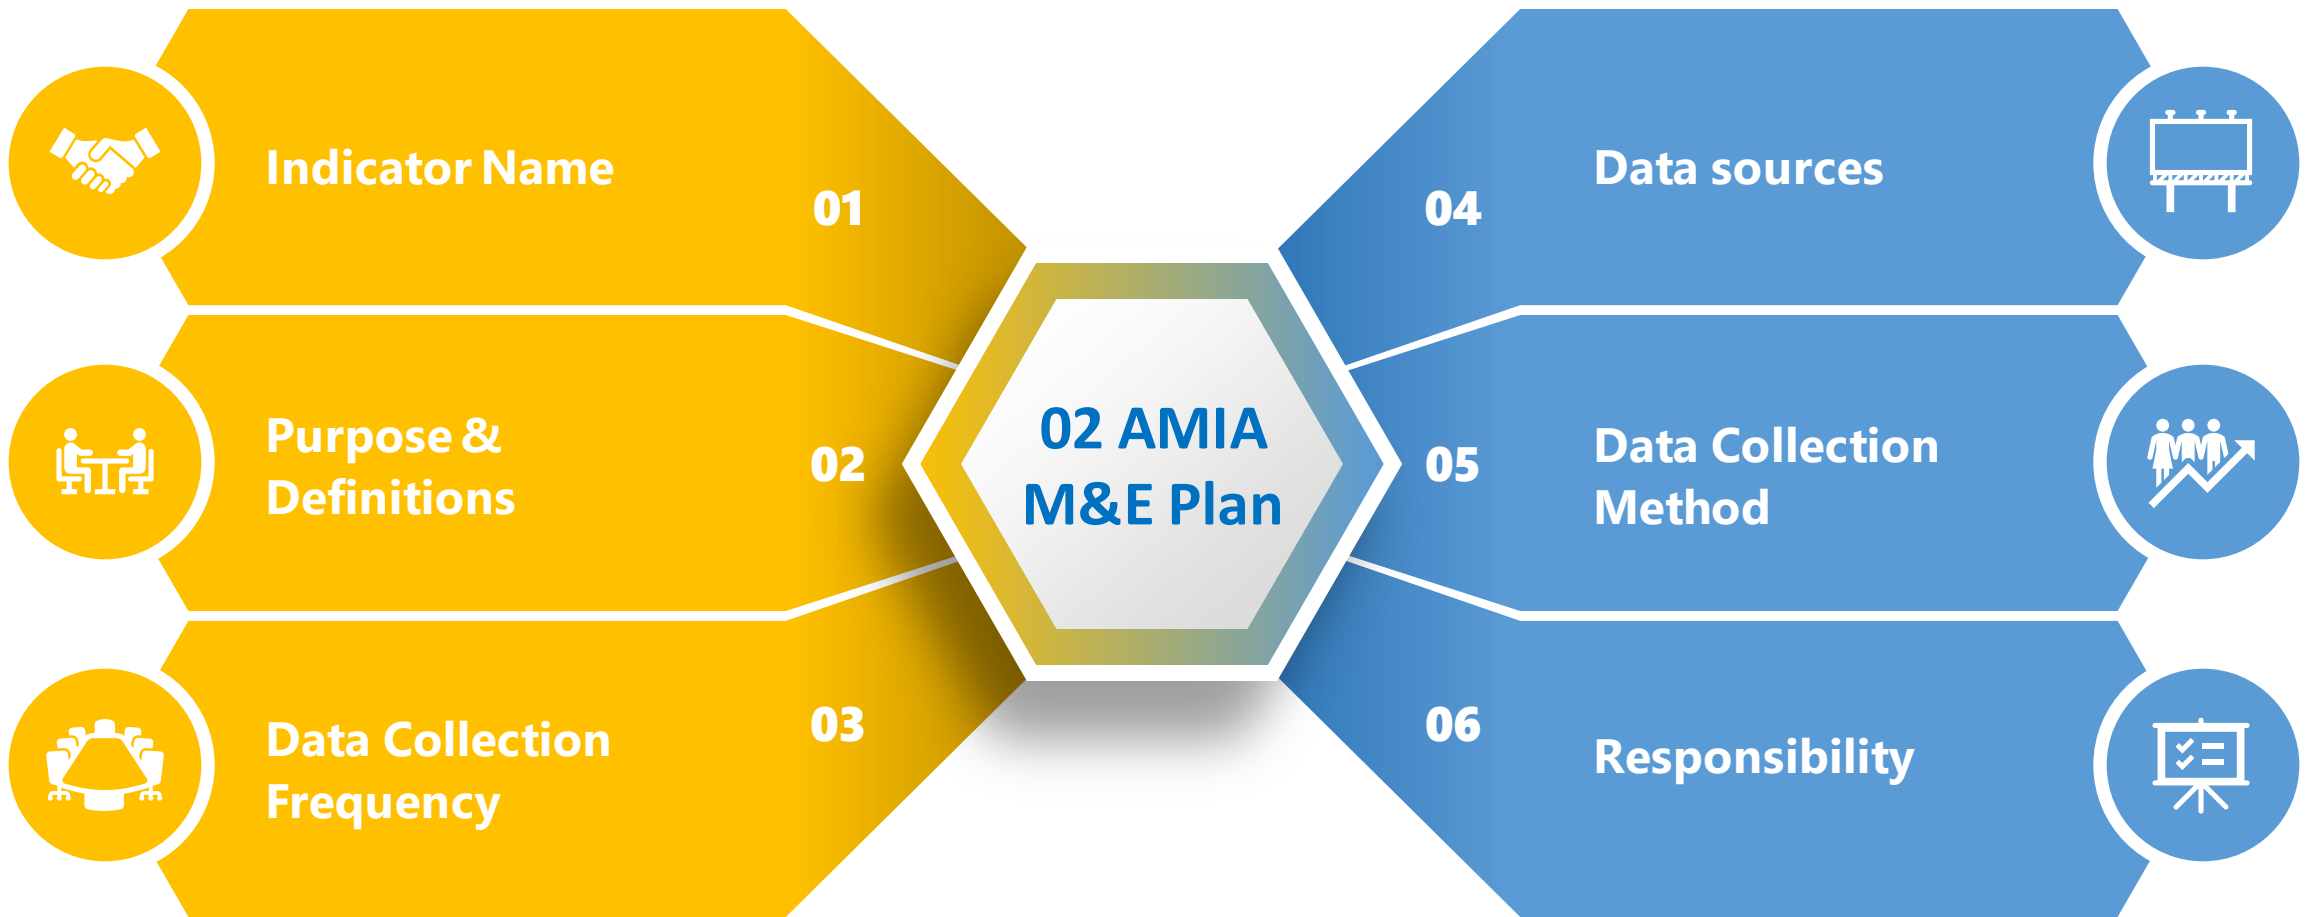 Indicator Name
01
Purpose &
Definitions
02
Data Collection
Frequency
03
02 AMIA
M&E Plan
Data sources
04
Data Collection
Method
05
Responsibility
06